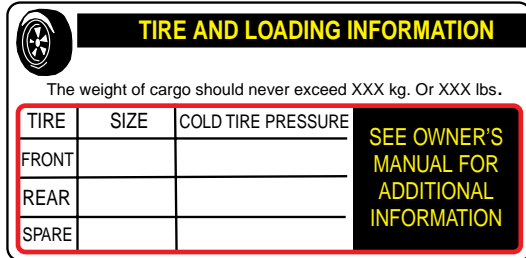 TIRE AND LOADING INFORMATION
The weight of cargo should never exceed XXX kg. Or XXX lbs.
TIRE SIZE COLD TIRE PRESSURE
FRONT
REAR
SPARE
SEE OWNER'S
MANUAL FOR
ADDITIONAL
INFORMATION